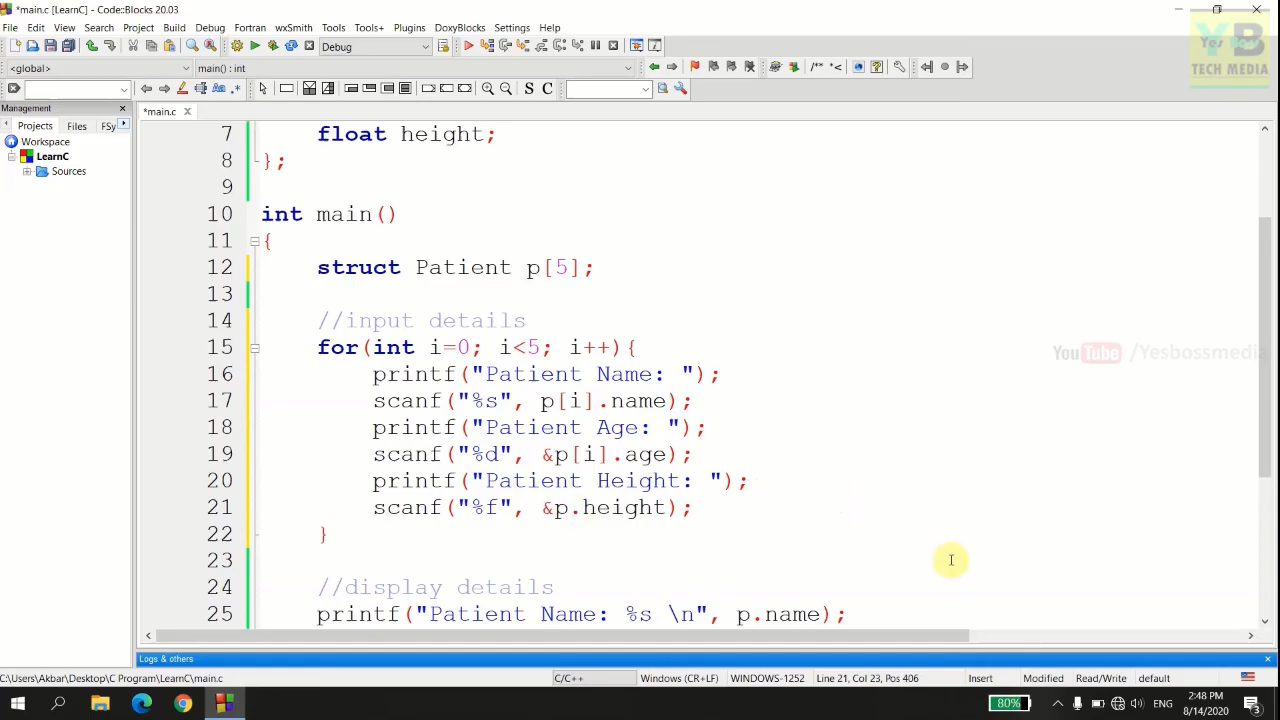 *main.c [LearnC] - Code::Blocks 20.03
File Edit View Search Project Build Debug Fortran wxSmith Tools Tools+ Plugins DoxyBlocks Settings Help
Yes Boss
YB
TECH MEDIA
Debug
<global> main() : int
/** *<
S C
Management
*main.c
Projects Files FSy
Workspace
LearnC
Sources
7 float height;
8 };
9
10 int main()
11 {
12 struct Patient p[5];
13
14 //input details
15 for(int i=0; i<5; i++){
16 printf("Patient Name: ");
17 scanf("%s", p[i].name);
18 printf("Patient Age: ");
19 scanf("%d", &p[i].age);
20 printf("Patient Height: ");
21 scanf("%f", &p.height);
22 }
23
24 //display details
25 printf("Patient Name: %s \n", p.name);
YouTube /Yesbossmedia
Logs & others
C:\Users\Akbar\Desktop\C Program\LearnC\main.c C/C++ Windows (CR+LF) WINDOWS-1252 Line 21, Col 23, Pos 406 Insert Modified Read/Write default
80% ENG 2:48 PM
8/14/2020 3